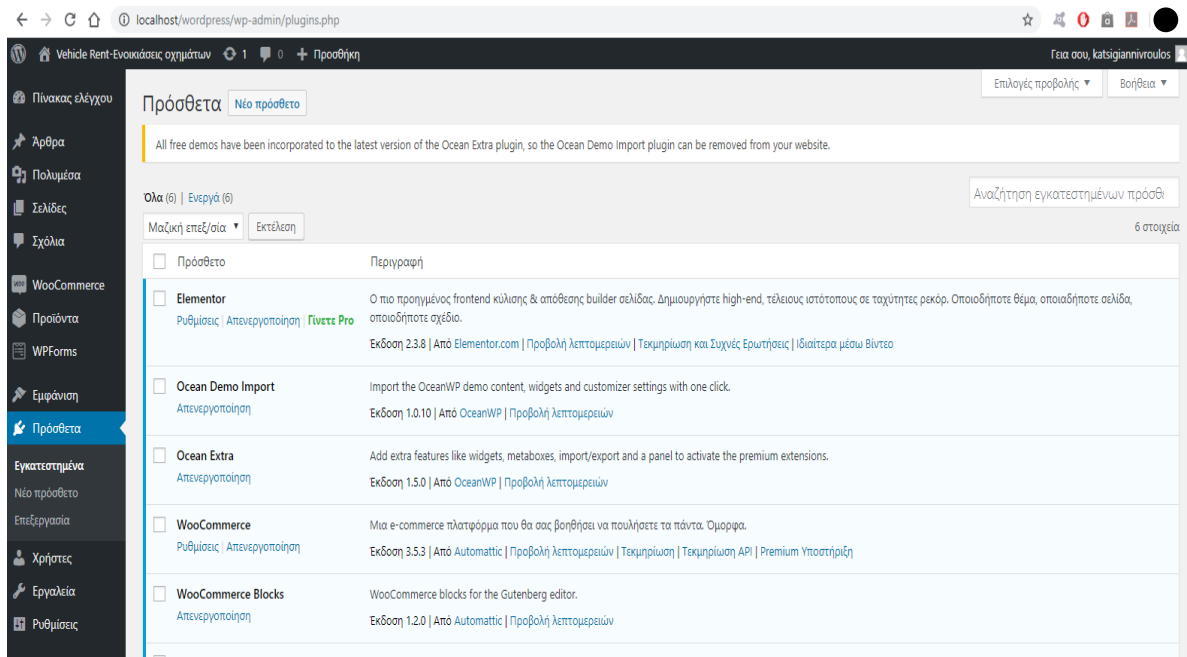 localhost/wordpress/wp-admin/plugins.php
Vehicle Rent-Ενοικιάσεις οχημάτων 1 0 Προσθήκη
Γεια σου, katsigiannivroulos
Πίνακας ελέγχου
Άρθρα
Πολυμέσα
Σελίδες
Σχόλια
WooCommerce
Προϊόντα
WPForms
Εμφάνιση
Πρόσθετα
Εγκατεστημένα
Νέο πρόσθετο
Επεξεργασία
Χρήστες
Εργαλεία
Ρυθμίσεις
Επιλογές προβολής ▼ Βοήθεια ▼
Πρόσθετα Νέο πρόσθετο
All free demos have been incorporated to the latest version of the Ocean Extra plugin, so the Ocean Demo Import plugin can be removed from your website.
Όλα (6) | Ενεργά (6)
Αναζήτηση εγκατεστημένων πρόσθε
Μαζική επεξ/σία ▼ Εκτέλεση
6 στοιχεία
Πρόσθετο Περιγραφή
Elementor
Ρυθμίσεις | Απενεργοποίηση | Γίνετε Pro
Ο πιο προηγμένος frontend κύλισης & απόθεσης builder σελίδας. Δημιουργήστε high-end, τέλειους ιστότοπους σε ταχύτητες ρεκόρ. Οποιοδήποτε θέμα, οποιαδήποτε σελίδα,
οποιοδήποτε σχέδιο.
Έκδοση 2.3.8 | Από Elementor.com | Προβολή λεπτομερειών | Τεκμηρίωση και Συχνές Ερωτήσεις | Ιδιαίτερα μέσω Βίντεο
Ocean Demo Import
Απενεργοποίηση
Import the OceanWP demo content, widgets and customizer settings with one click.
Έκδοση 1.0.10 | Από OceanWP | Προβολή λεπτομερειών
Ocean Extra
Απενεργοποίηση
Add extra features like widgets, metaboxes, import/export and a panel to activate the premium extensions.
Έκδοση 1.5.0 | Από OceanWP | Προβολή λεπτομερειών
WooCommerce
Ρυθμίσεις | Απενεργοποίηση
Μια e-commerce πλατφόρμα που θα σας βοηθήσει να πουλήσετε τα πάντα. Όμορφα.
Έκδοση 3.5.3 | Από Automattic | Προβολή λεπτομερειών | Τεκμηρίωση | Τεκμηρίωση API | Premium Υποστήριξη
WooCommerce Blocks
Απενεργοποίηση
WooCommerce blocks for the Gutenberg editor.
Έκδοση 1.2.0 | Από Automattic | Προβολή λεπτομερειών